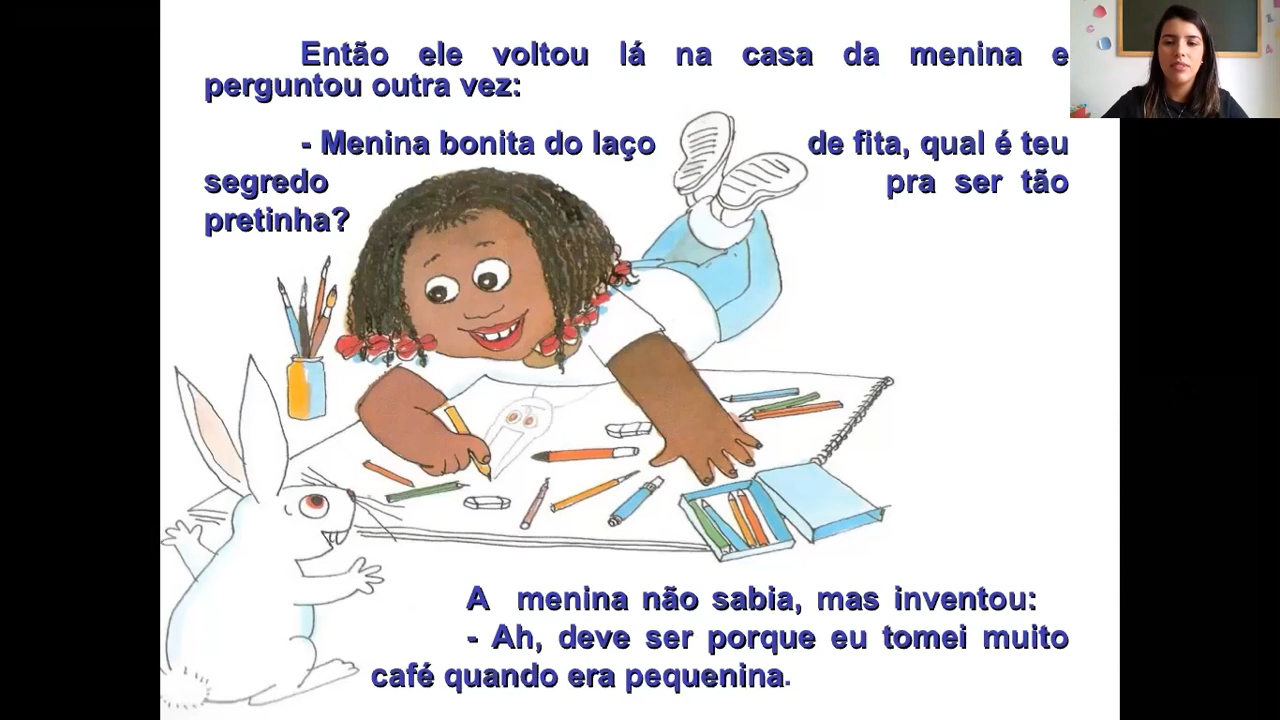 Então ele voltou lá na casa da menina e
perguntou outra vez:
- Menina bonita do laço de fita, qual é teu
segredo pra ser tão
pretinha?
A menina não sabia, mas inventou:
- Ah, deve ser porque eu tomei muito
café quando era pequenina.